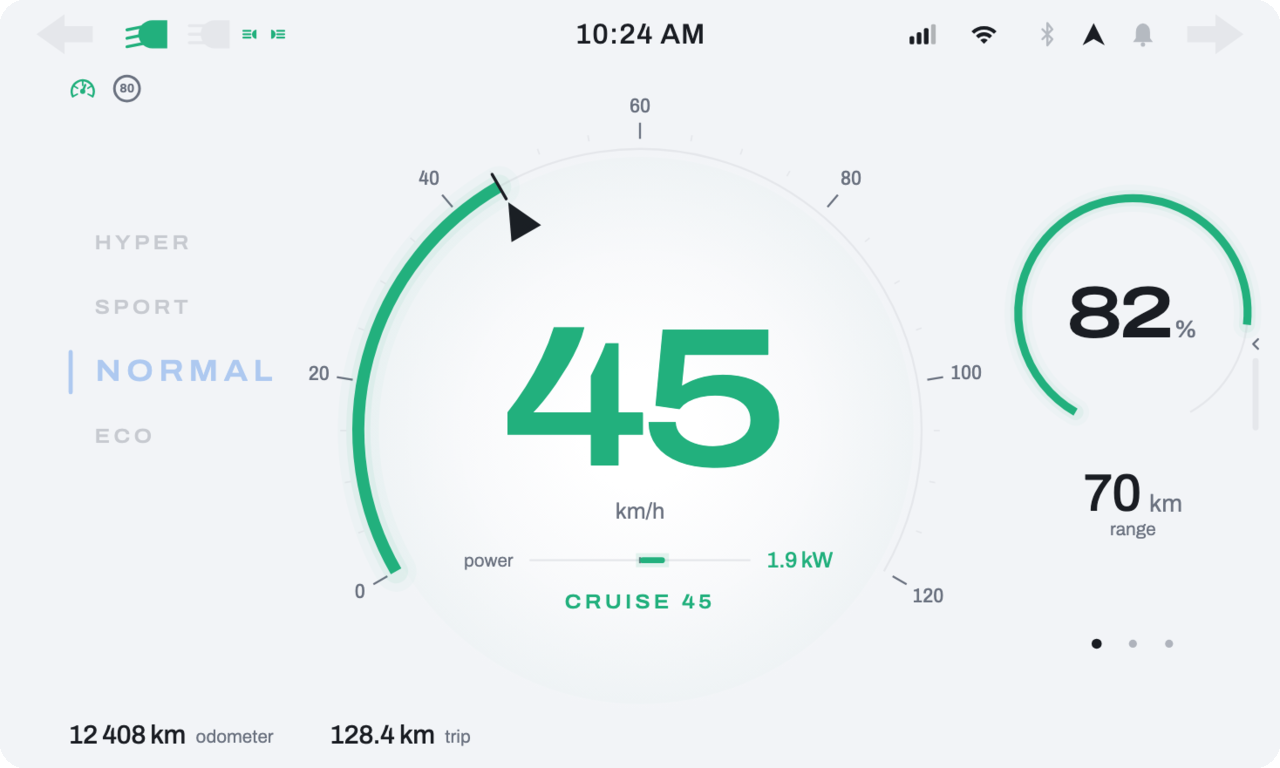 10:24 AM
80
60
40
80
HYPER
SPORT
NORMAL
ECO
20
100
0
120
45
km/h
power
1.9 kW
CRUISE 45
82%
70 km
range
12 408 km odometer
128.4 km trip